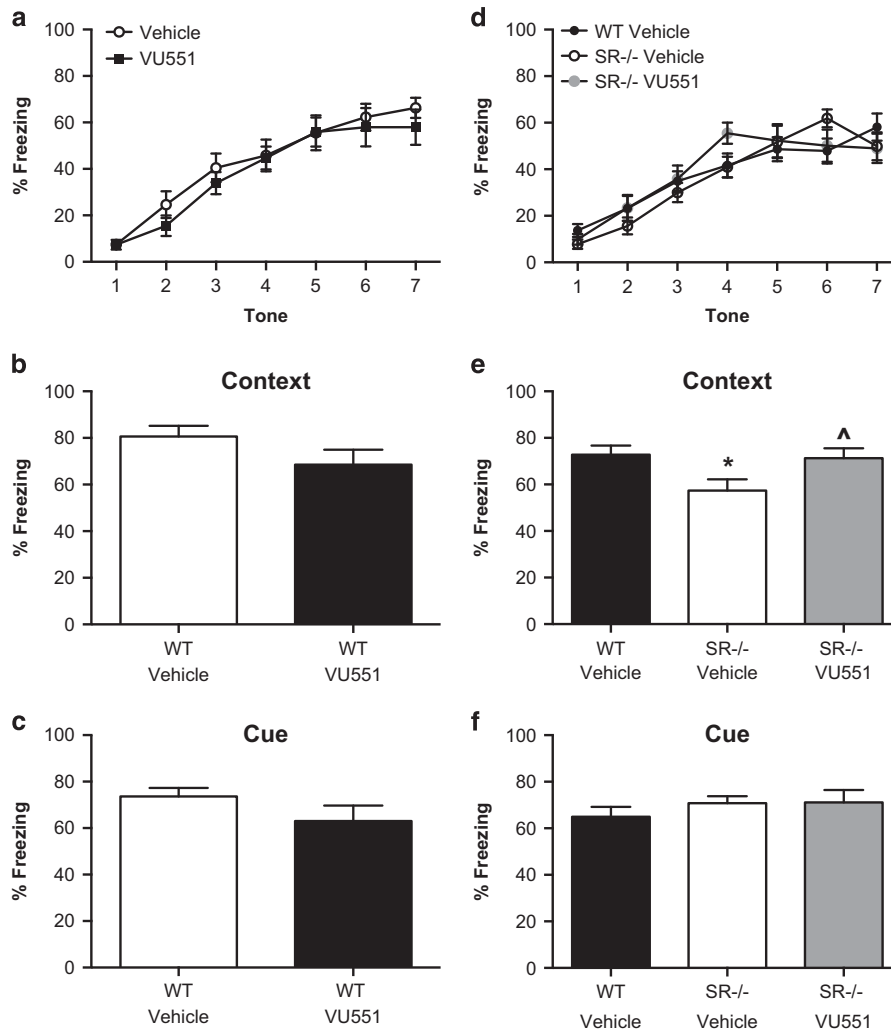 a
Vehicle
VU551
% Freezing
100
80
60
40
20
0
1 2 3 4 5 6 7
Tone
d
WT Vehicle
SR-/- Vehicle
SR-/- VU551
% Freezing
100
80
60
40
20
0
1 2 3 4 5 6 7
Tone
b
Context
% Freezing
100
80
60
40
20
0
WT WT
Vehicle VU551
e
Context
% Freezing
100
80
60
40
20
0
*
^
WT SR-/- SR-/-
Vehicle Vehicle VU551
c
Cue
% Freezing
100
80
60
40
20
0
WT WT
Vehicle VU551
f
Cue
% Freezing
100
80
60
40
20
0
WT SR-/- SR-/-
Vehicle Vehicle VU551